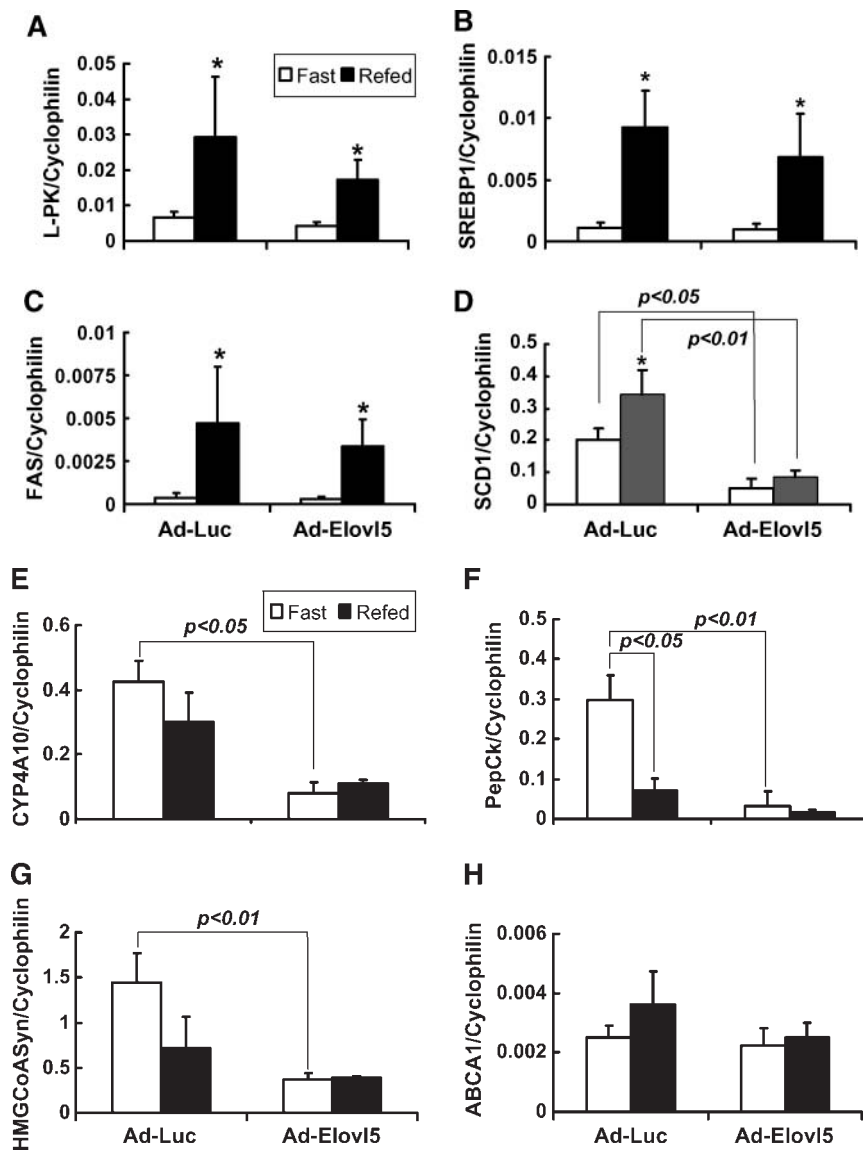 A
L-PK/Cyclophilin
0.05
0.04
0.03
0.02
0.01
0
*
*
Fast Refed
B
SREBP1/Cyclophilin
0.015
0.01
0.005
0
*
*
C
FAS/Cyclophilin
0.01
0.0075
0.005
0.0025
0
*
*
Ad-Luc Ad-Elovl5
D
SCD1/Cyclophilin
0.5
0.4
0.3
0.2
0.1
0
p<0.05
p<0.01
*
Ad-Luc Ad-Elovl5
E
CYP4A10/Cyclophilin
0.6
0.4
0.2
0
p<0.05
Fast Refed
F
PepCk/Cyclophilin
0.5
0.4
0.3
0.2
0.1
0
p<0.01
p<0.05
G
HMGCoASyn/Cyclophilin
2
1.5
1
0.5
0
p<0.01
Ad-Luc Ad-Elovl5
H
ABCA1/Cyclophilin
0.006
0.004
0.002
0
Ad-Luc Ad-Elovl5